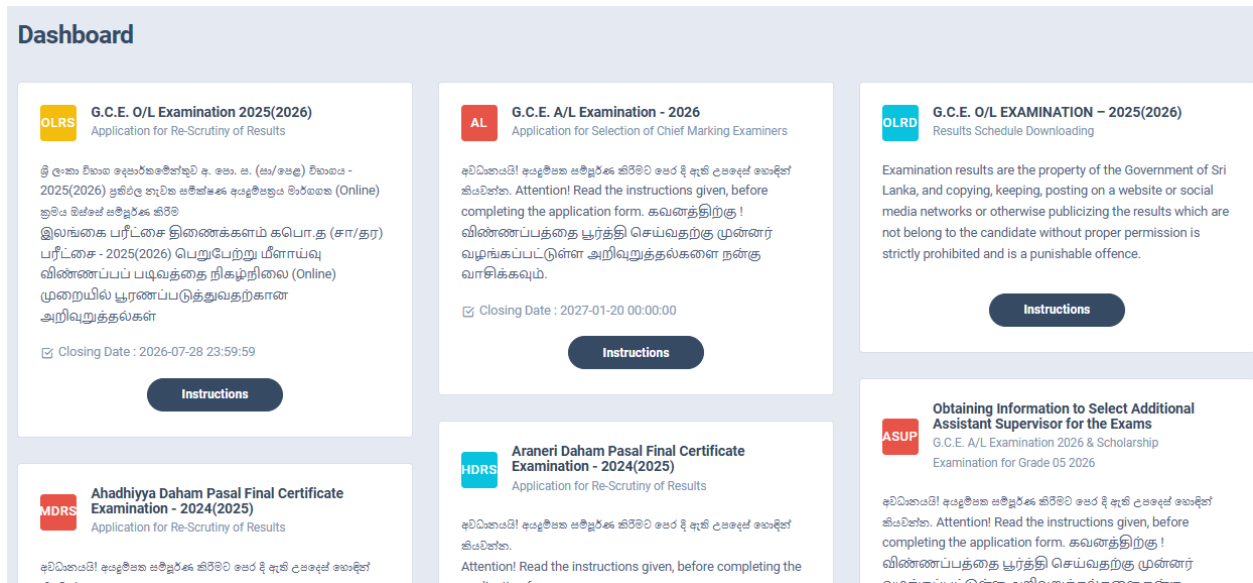 Dashboard
OLRS
G.C.E. O/L Examination 2025(2026)
Application for Re-Scrutiny of Results
ශ්‍රී ලංකා විභාග දෙපාර්තමේන්තුව අ. පො. ස. (සා/පෙළ) විභාගය -
2025(2026) ප්‍රතිඵල නැවත සමීක්ෂණ අයදුම්පත්‍රය මාර්ගගත (Online)
ක්‍රමය ඔස්සේ සම්පූර්ණ කිරීම
இலங்கை பரீட்சை திணைக்களம் கபொ.த (சா/தர)
பரீட்சை - 2025(2026) பெறுபேற்று மீளாய்வு
விண்ணப்பப் படிவத்தை நிகழ்நிலை (Online)
முறையில் பூரணப்படுத்துவதற்கான
அறிவுறுத்தல்கள்
Closing Date : 2026-07-28 23:59:59
Instructions
MDRS
Ahadhiyya Daham Pasal Final Certificate
Examination - 2024(2025)
Application for Re-Scrutiny of Results
අවධානයයි! අයදුම්පත සම්පූර්ණ කිරීමට පෙර දී ඇති උපදෙස් හොඳින්
AL
G.C.E. A/L Examination - 2026
Application for Selection of Chief Marking Examiners
අවධානයයි! අයදුම්පත සම්පූර්ණ කිරීමට පෙර දී ඇති උපදෙස් හොඳින්
කියවන්න. Attention! Read the instructions given, before
completing the application form. கவனத்திற்கு !
விண்ணப்பத்தை பூர்த்தி செய்வதற்கு முன்னர்
வழங்கப்பட்டுள்ள அறிவுறுத்தல்களை நன்கு
வாசிக்கவும்.
Closing Date : 2027-01-20 00:00:00
Instructions
HDRS
Araneri Daham Pasal Final Certificate
Examination - 2024(2025)
Application for Re-Scrutiny of Results
අවධානයයි! අයදුම්පත සම්පූර්ණ කිරීමට පෙර දී ඇති උපදෙස් හොඳින්
කියවන්න.
Attention! Read the instructions given, before completing the
OLRD
G.C.E. O/L EXAMINATION – 2025(2026)
Results Schedule Downloading
Examination results are the property of the Government of Sri
Lanka, and copying, keeping, posting on a website or social
media networks or otherwise publicizing the results which are
not belong to the candidate without proper permission is
strictly prohibited and is a punishable offence.
Instructions
ASUP
Obtaining Information to Select Additional
Assistant Supervisor for the Exams
G.C.E. A/L Examination 2026 & Scholarship
Examination for Grade 05 2026
අවධානයයි! අයදුම්පත සම්පූර්ණ කිරීමට පෙර දී ඇති උපදෙස් හොඳින්
කියවන්න. Attention! Read the instructions given, before
completing the application form. கவனத்திற்கு !
விண்ணப்பத்தை பூர்த்தி செய்வதற்கு முன்னர்